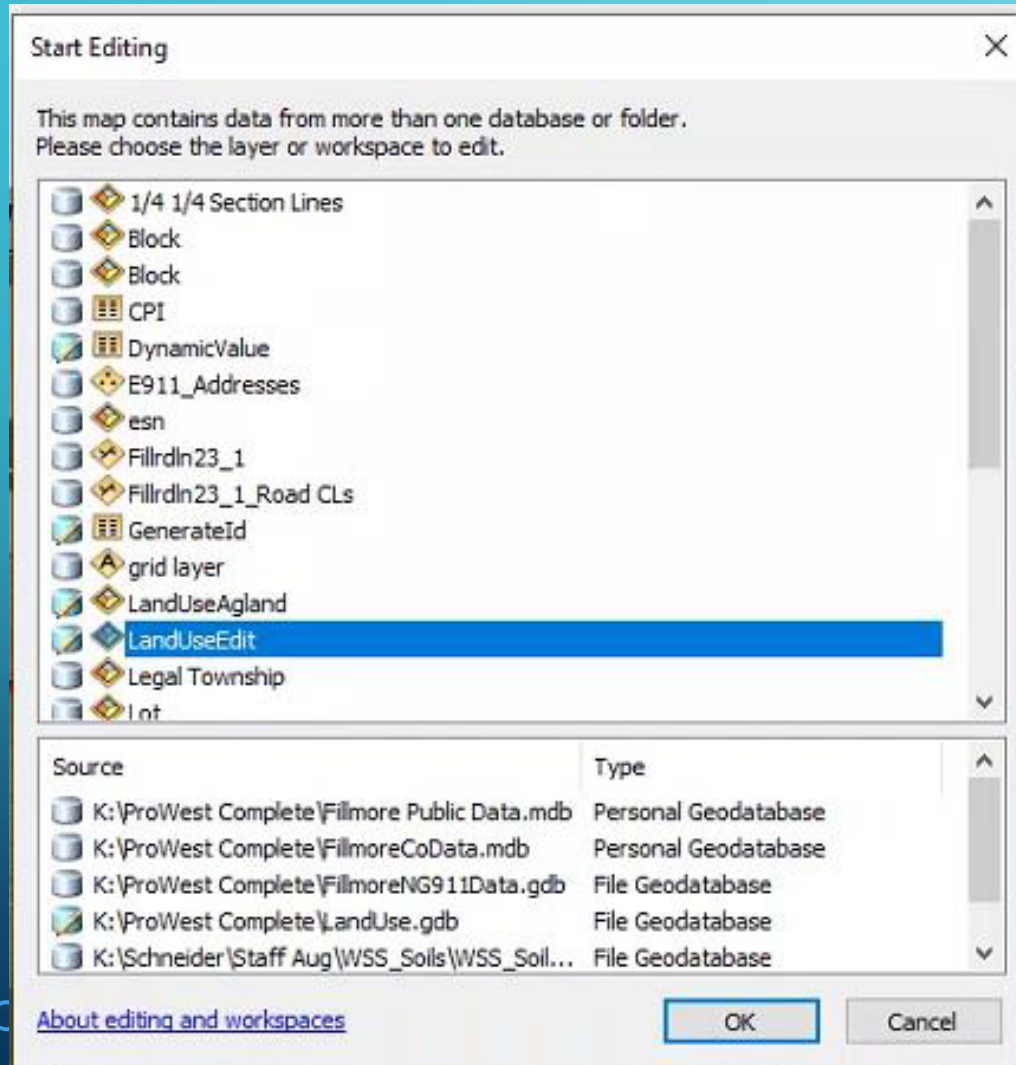 Start Editing
This map contains data from more than one database or folder.
Please choose the layer or workspace to edit.
1/4 1/4 Section Lines
Block
Block
CPI
DynamicValue
E911_Addresses
esn
Fillrdln23_1
Fillrdln23_1_Road CLs
GenerateId
grid layer
LandUseAgland
LandUseEdit
Legal Township
Lot
Source Type
K:\ProWest Complete\Fillmore Public Data.mdb Personal Geodatabase
K:\ProWest Complete\FillmoreCoData.mdb Personal Geodatabase
K:\ProWest Complete\FillmoreNG911Data.gdb File Geodatabase
K:\ProWest Complete\LandUse.gdb File Geodatabase
K:\Schneider\Staff Aug\WSS_Soils\WSS_Soil... File Geodatabase
About editing and workspaces OK Cancel